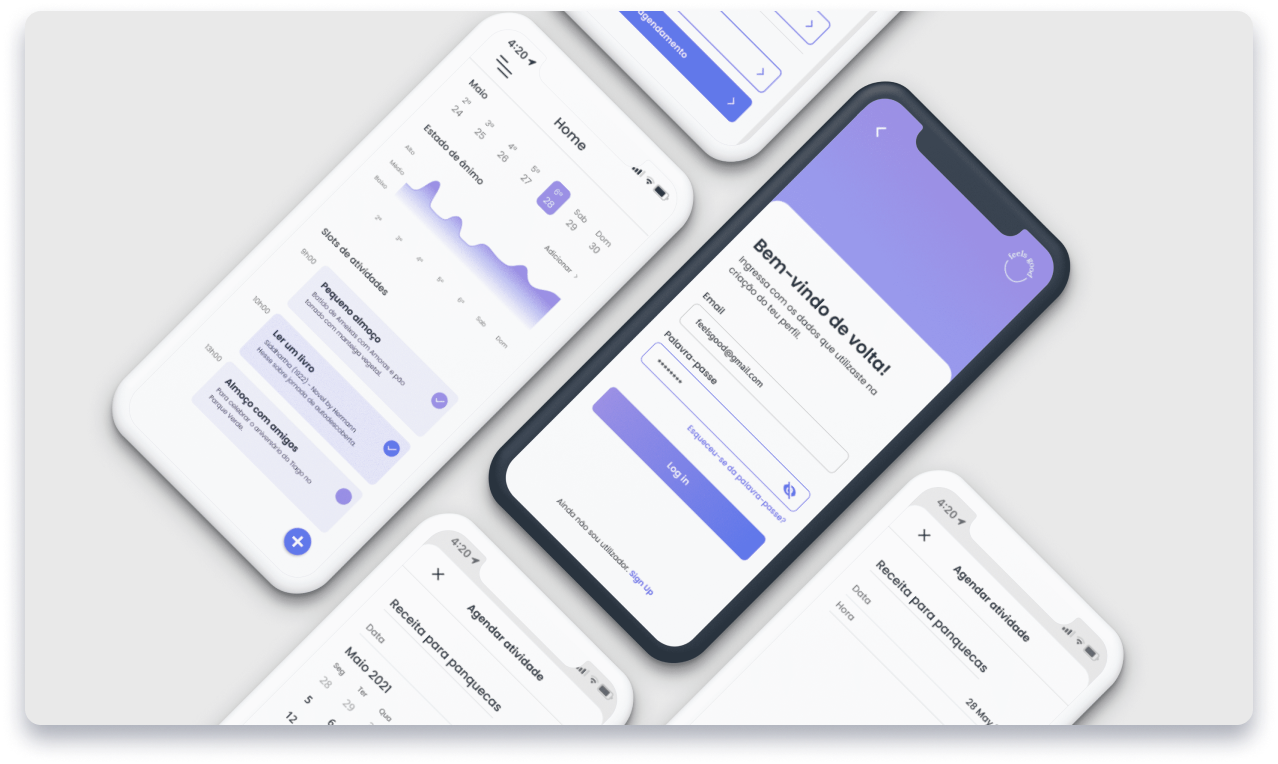 4:20
Home
Maio
2ª
3ª
4ª
5ª
6ª
Sab
Dom
24
25
26
27
28
29
30
Estado de ânimo
Adicionar >
Alto
Médio
Baixo
2ª
3ª
4ª
5ª
6ª
Sab
Dom
Slots de atividades
9h00
Pequeno almoço
Batido de Ameixas com Amoras e pão
torrado com manteiga vegetal.
10h00
Ler um livro
Siddhartha (1922) - Novel by Hermann
Hesse sobre jornada de autodescoberta.
13h00
Almoço com amigos
Para celebrar o aniversário do Tiago no
Parque Verde.
agendamento
feels good
Bem-vindo de volta!
Ingressa com os dados que utilizaste na
criação do teu perfil.
Email
feelsgood@gmail.com
Palavra-passe
********
Esqueceu-se da palavra-passe?
Log in
Ainda não sou utilizador. Sign Up
4:20
Agendar atividade
Receita para panquecas
Data
Maio 2021
Seg
Ter
Qua
28
29
5
6
12
4:20
Agendar atividade
Receita para panquecas
Data
Hora
28 May